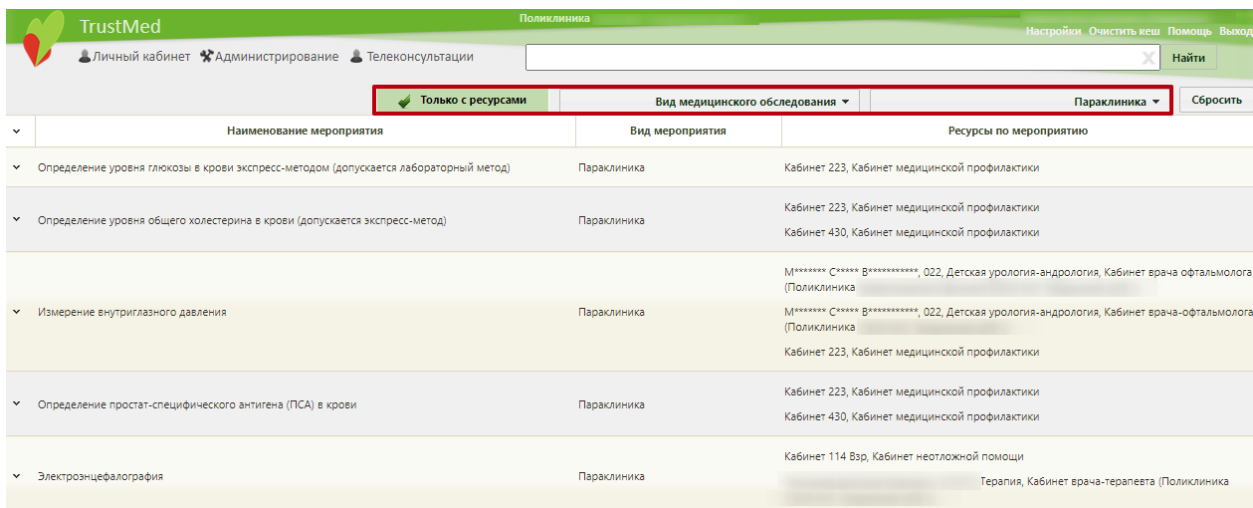 TrustMed
Поликлиника
Настройки Очистить кеш Помощь Выход
Личный кабинет Администрирование Телеконсультации
X Найти
Только с ресурсами Вид медицинского обследования Параклиника Сбросить
Наименование мероприятия Вид мероприятия Ресурсы по мероприятию
Определение уровня глюкозы в крови экспресс-методом (допускается лабораторный метод) Параклиника Кабинет 223, Кабинет медицинской профилактики
Определение уровня общего холестерина в крови (допускается экспресс-метод) Параклиника Кабинет 223, Кабинет медицинской профилактики
Кабинет 430, Кабинет медицинской профилактики
Измерение внутриглазного давления Параклиника М******* С***** В***********, 022, Детская урология-андрология, Кабинет врача офтальмолога
(Поликлиника
М******* С***** В***********, 022, Детская урология-андрология, Кабинет врача-офтальмолога
(Поликлиника
Кабинет 223, Кабинет медицинской профилактики
Определение простат-специфического антигена (ПСА) в крови Параклиника Кабинет 223, Кабинет медицинской профилактики
Кабинет 430, Кабинет медицинской профилактики
Электроэнцефалография Параклиника Кабинет 114 Взр, Кабинет неотложной помощи
Терапия, Кабинет врача-терапевта (Поликлиника